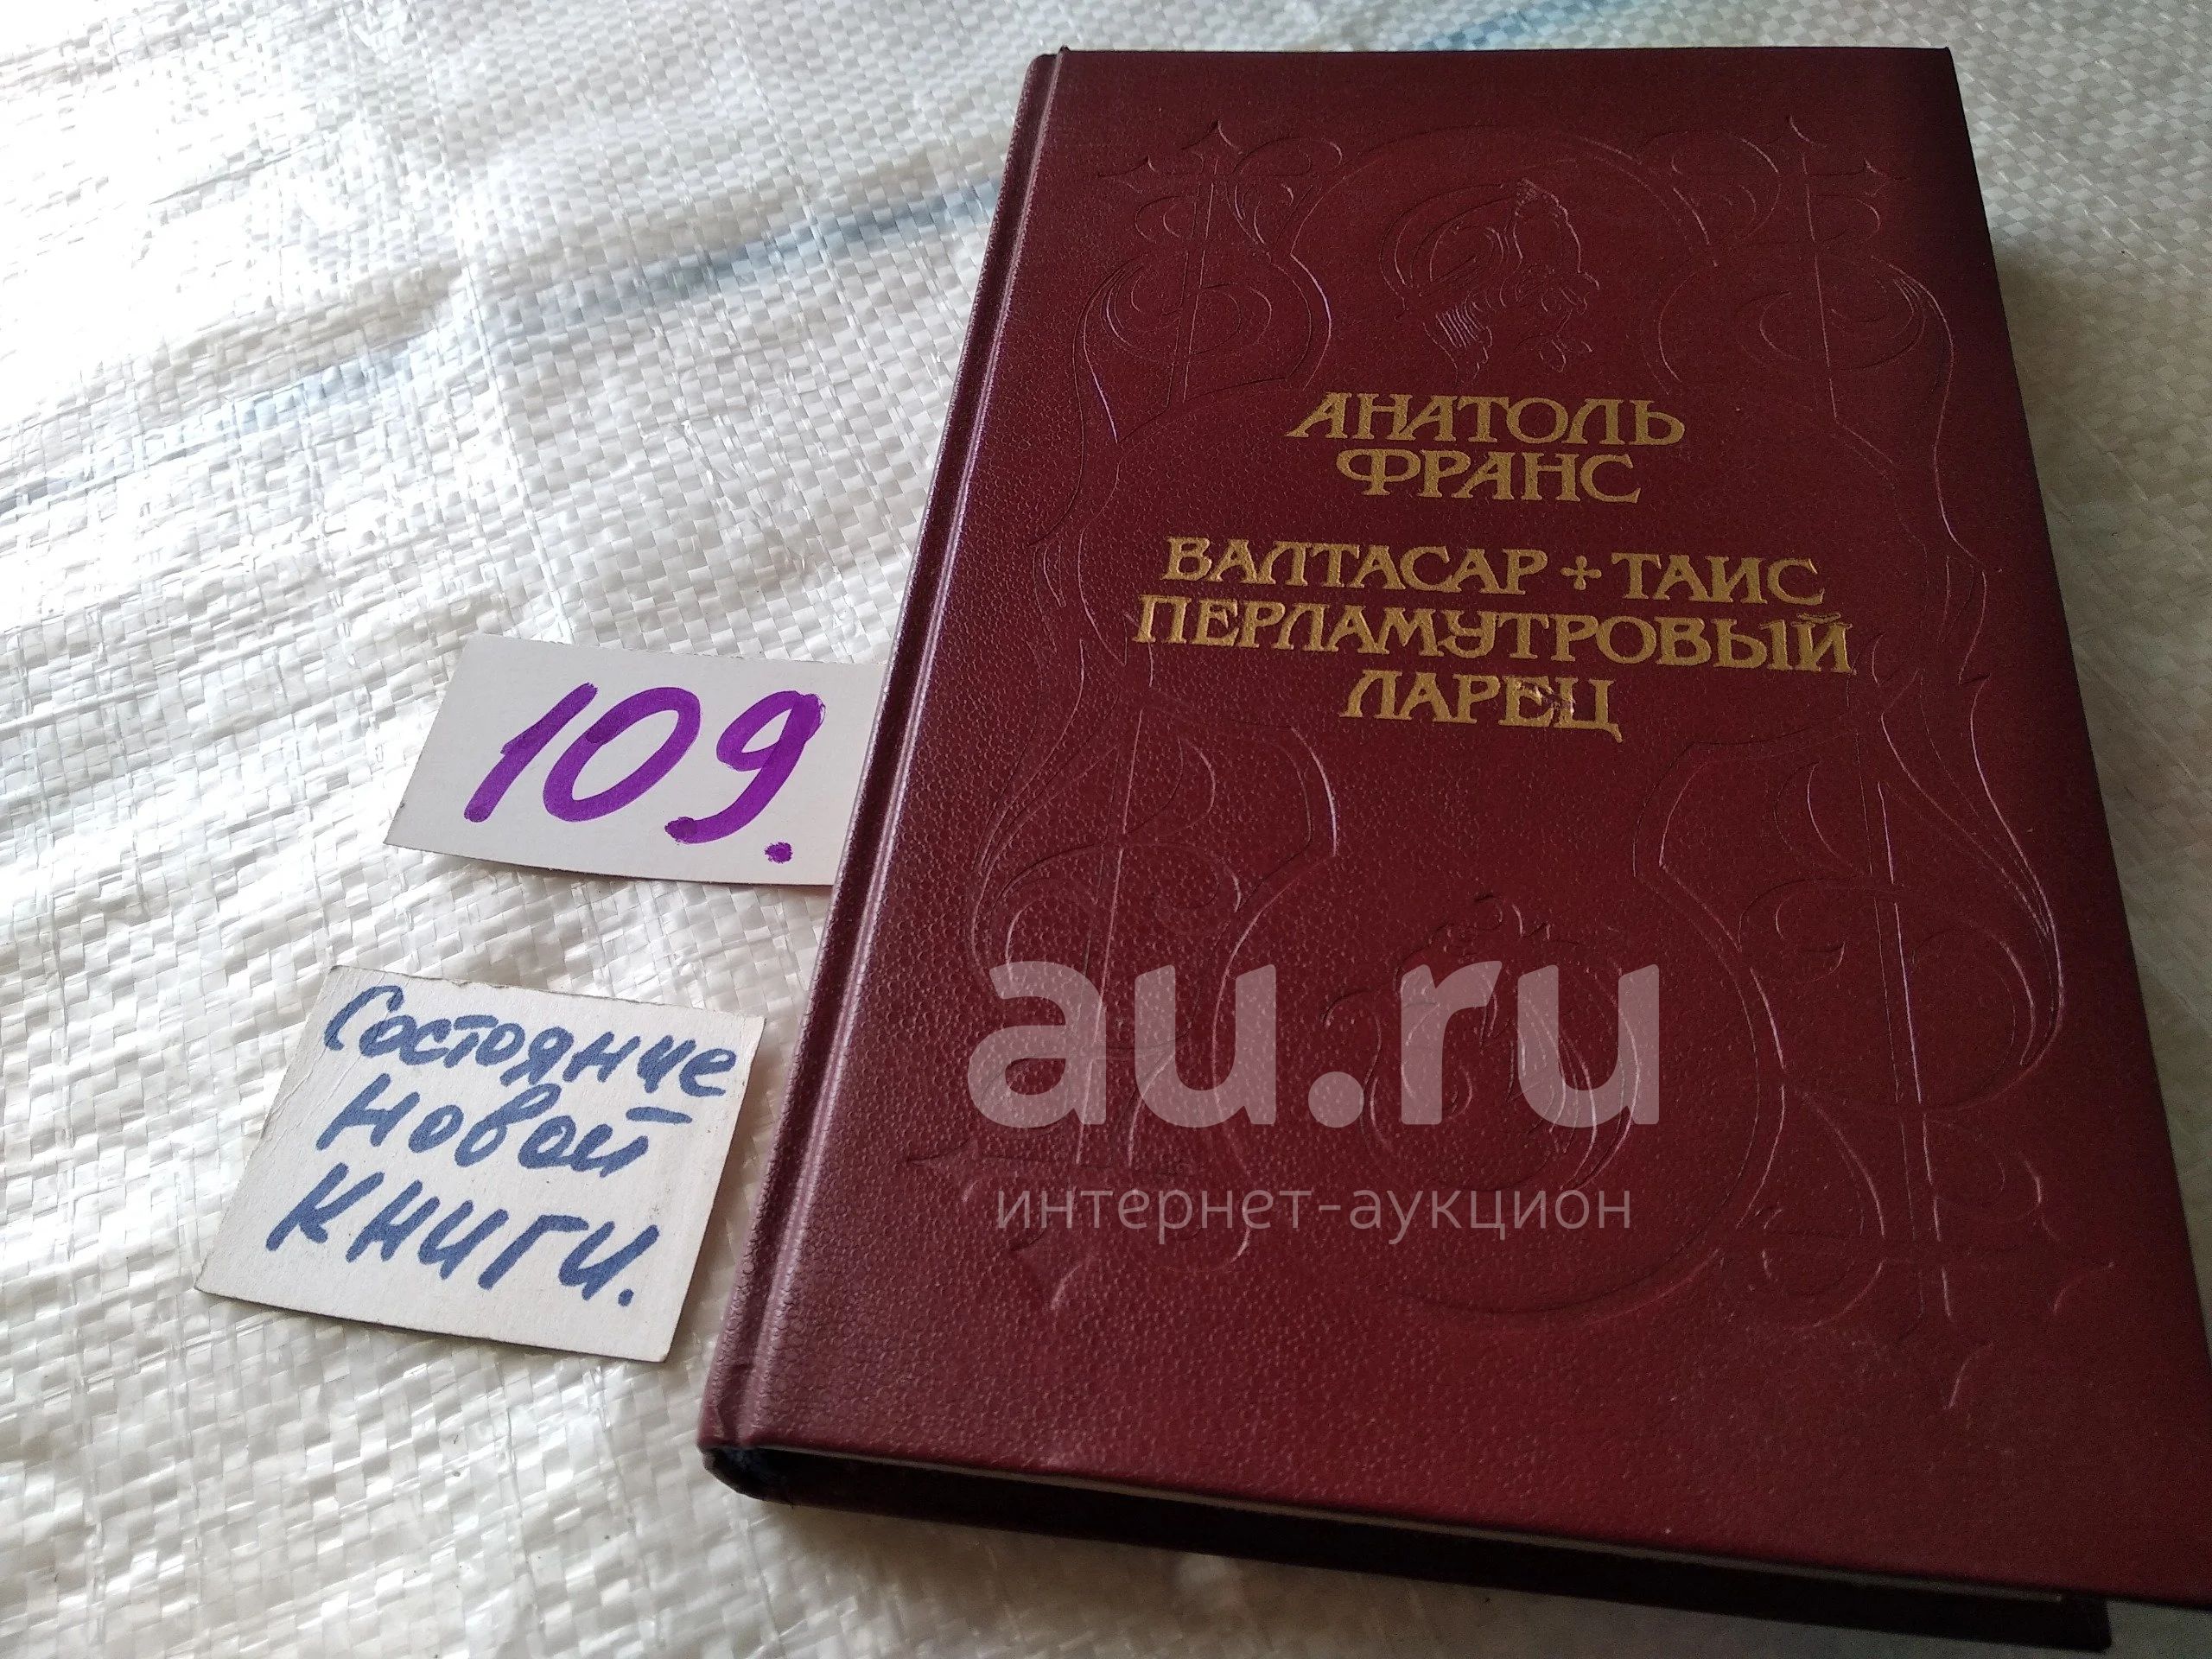 АНАТОЛЬ
ФРАНС
ВАЛТАСАР + ТАИС
ПЕРЛАМУТРОВЫЙ
ЛАРЕЦ
109.
Состояние
новой
книги.
au.ru
интернет-аукцион